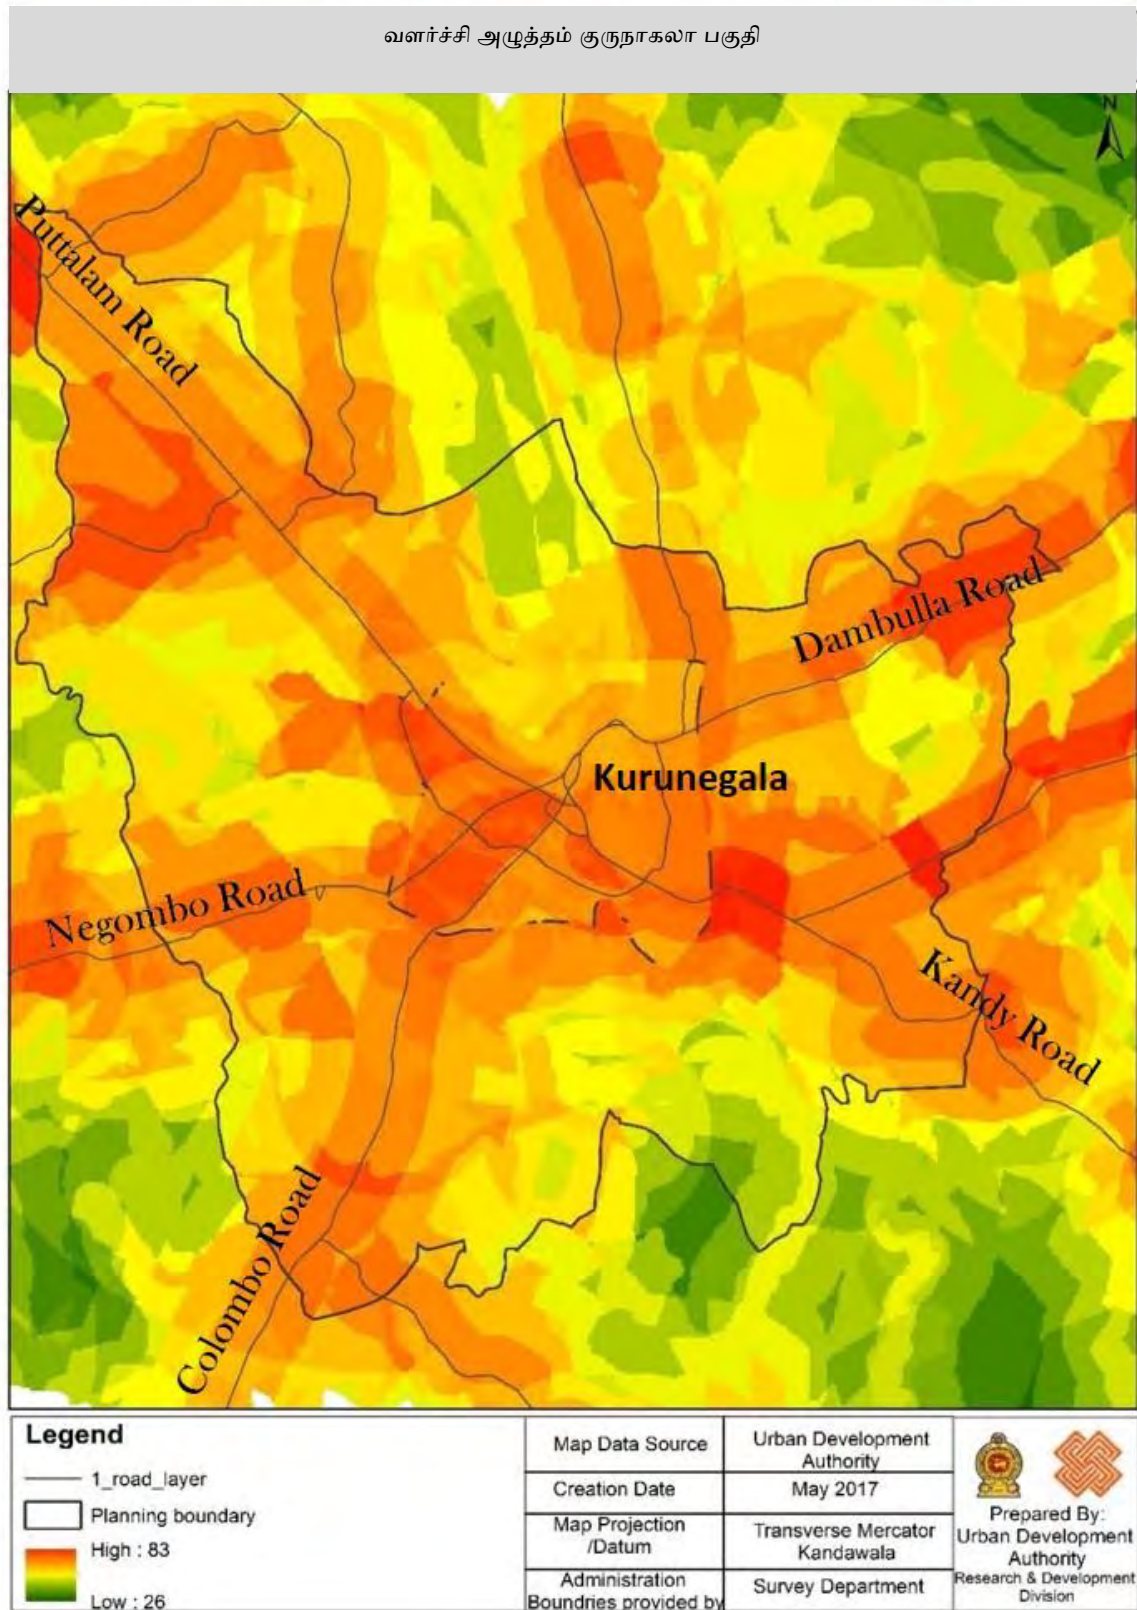 வளர்ச்சி அழுத்தம் குருநாகலா பகுதி
N
Puttalam Road
Dambulla Road
Kurunegala
Negombo Road
Kandy Road
Colombo Road
Legend
1_road_layer
Planning boundary
High : 83
Low : 26
Map Data Source
Urban Development
Authority
Creation Date
May 2017
Map Projection
/Datum
Transverse Mercator
Kandawala
Administration
Boundries provided by
Survey Department
Prepared By:
Urban Development
Authority
Research & Development
Division